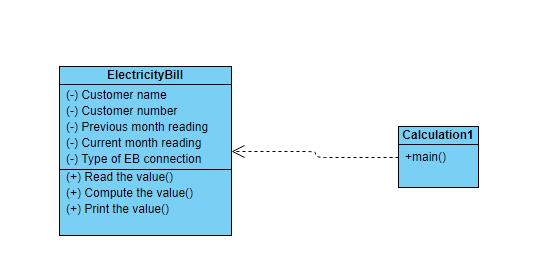 ElectricityBill
(-) Customer name
(-) Customer number
(-) Previous month reading
(-) Current month reading
(-) Type of EB connection
(+) Read the value()
(+) Compute the value()
(+) Print the value()
Calculation1
+main()